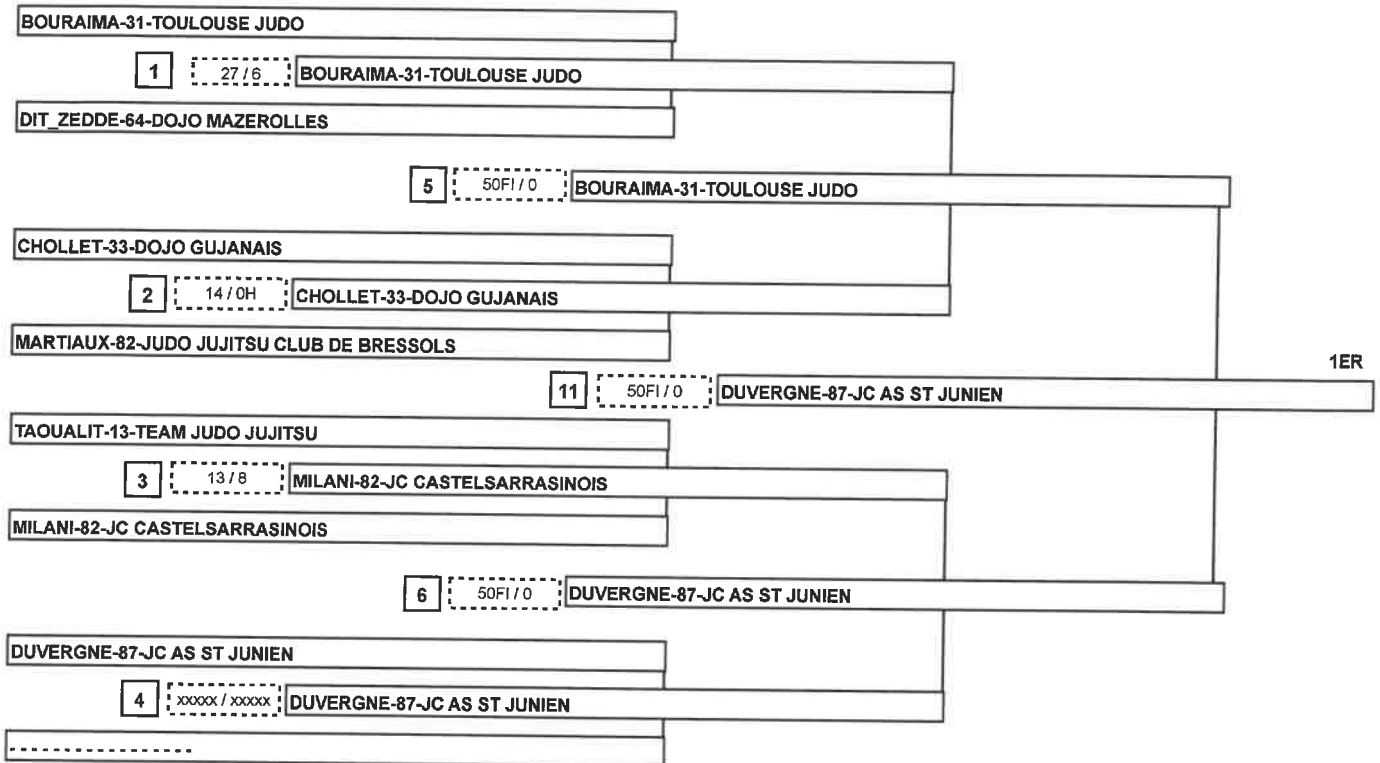 BOURAIMA-31-TOULOUSE JUDO
1 27 / 6 BOURAIMA-31-TOULOUSE JUDO
DIT_ZEDDE-64-DOJO MAZEROLLES
5 50FI / 0 BOURAIMA-31-TOULOUSE JUDO
CHOLLET-33-DOJO GUJANAIS
2 14 / 0H CHOLLET-33-DOJO GUJANAIS
MARTIAUX-82-JUDO JUJITSU CLUB DE BRESSOLS
1ER
11 50FI / 0 DUVERGNE-87-JC AS ST JUNIEN
TAOUALIT-13-TEAM JUDO JUJITSU
3 13 / 8 MILANI-82-JC CASTELSARRASINOIS
MILANI-82-JC CASTELSARRASINOIS
6 50FI / 0 DUVERGNE-87-JC AS ST JUNIEN
DUVERGNE-87-JC AS ST JUNIEN
4 xxxxx / xxxxx DUVERGNE-87-JC AS ST JUNIEN
------------------